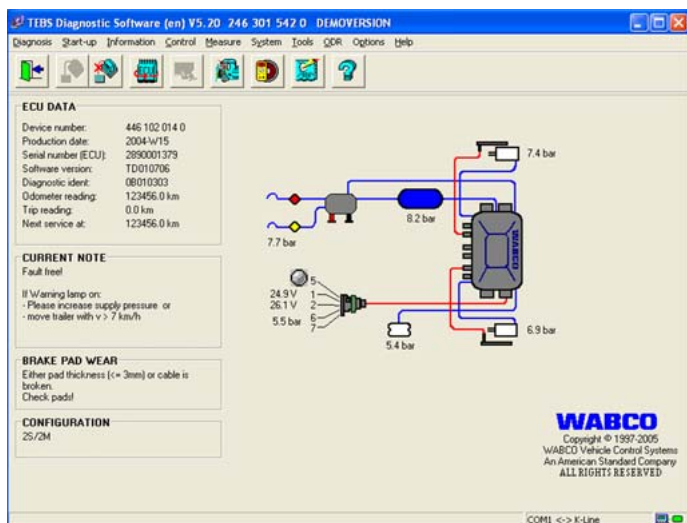 TEBS Diagnostic Software (en) V5.20 246 301 542 0 DEMOVERSION
Diagnosis Start-up Information Control Measure System Tools ODR Options Help
ECU DATA
Device number: 446 102 014 0
Production date: 2004-W15
Serial number (ECU): 2890001379
Software version: TD010706
Diagnostic ident: 0B010303
Odometer reading: 123456.0 km
Trip reading: 0.0 km
Next service at: 123456.0 km
CURRENT NOTE
Fault free!
If Warning lamp on:
- Please increase supply pressure or
- move trailer with v > 7 km/h
BRAKE PAD WEAR
Either pad thickness (<= 3mm) or cable is
broken.
Check pads!
CONFIGURATION
2S/2M
7.4 bar
8.2 bar
7.7 bar
WABCO
5
24.9 V 1
26.1 V 2
5.5 bar 6
7
5.4 bar
6.9 bar
WABCO
Copyright © 1997-2005
WABCO Vehicle Control Systems
An American Standard Company
ALL RIGHTS RESERVED
COM1 <-> K-Line